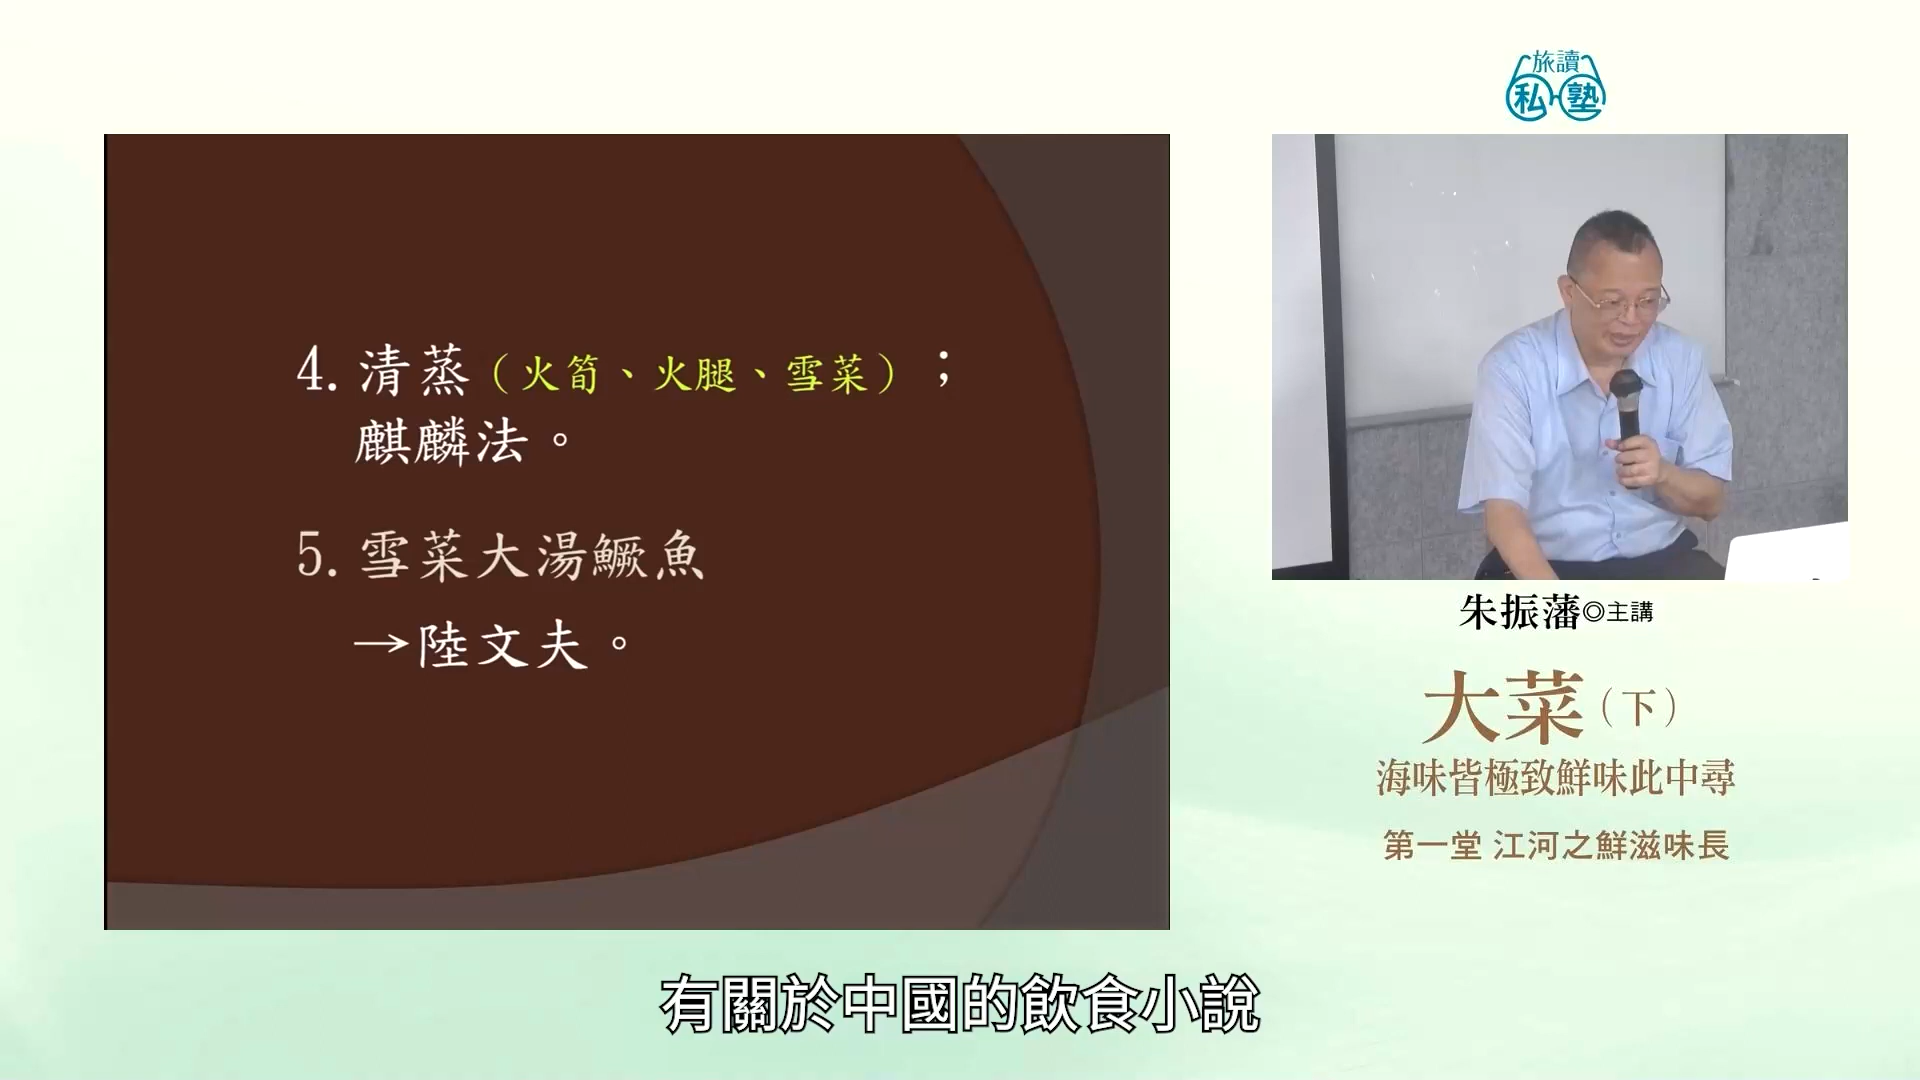 旅讀
私塾
4. 清蒸（火筍、火腿、雪菜）；
麒麟法。
5. 雪菜大湯鱖魚
→陸文夫。
朱振藩◎主講
大菜（下）
海味皆極致鮮味此中尋
第一堂 江河之鮮滋味長
有關於中國的飲食小說